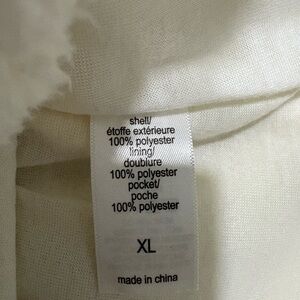 shell/
étoffe extérieure
100% polyester
lining/
doublure
100% polyester
pocket/
poche
100% polyester
XL
made in china